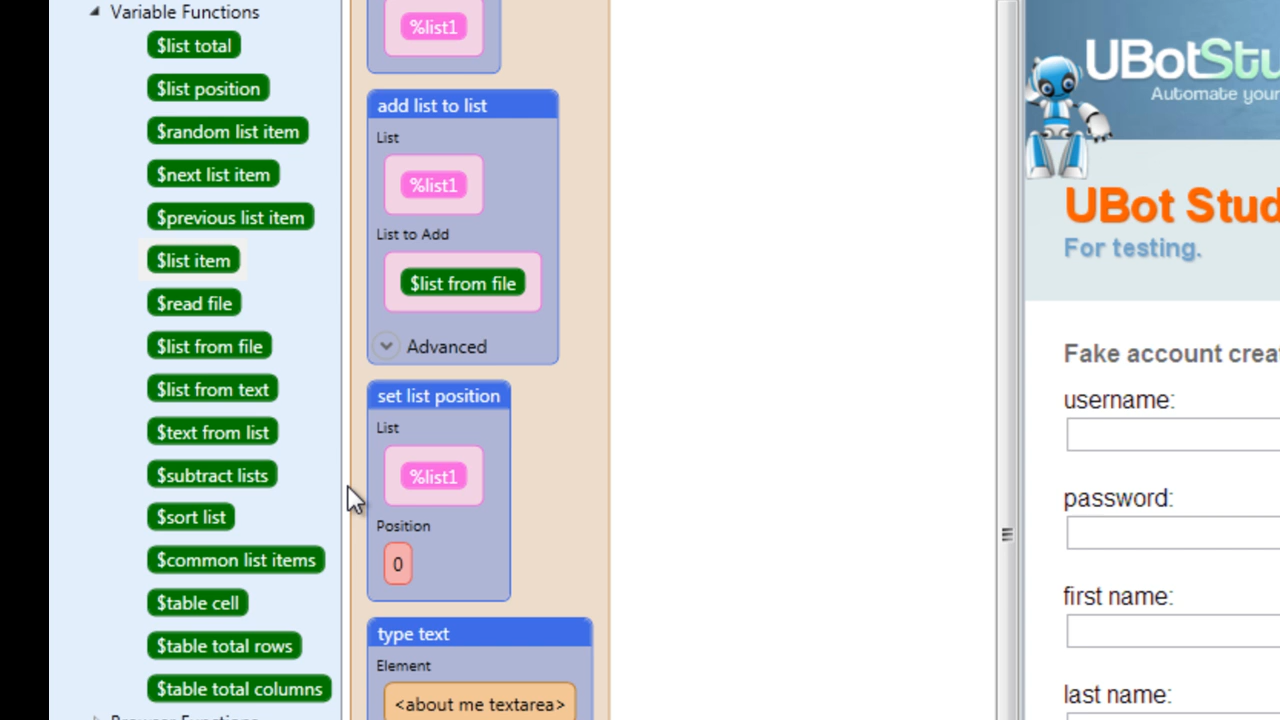 Variable Functions
$list total
$list position
$random list item
$next list item
$previous list item
$list item
$read file
$list from file
$list from text
$text from list
$subtract lists
$sort list
$common list items
$table cell
$table total rows
$table total columns
Browser Functions
%list1
add list to list
List
%list1
List to Add
$list from file
Advanced
set list position
List
%list1
Position
0
type text
Element
<about me textarea>
UBotStu
Automate your
UBot Stud
For testing.
Fake account crea
username:
password:
first name:
last name: